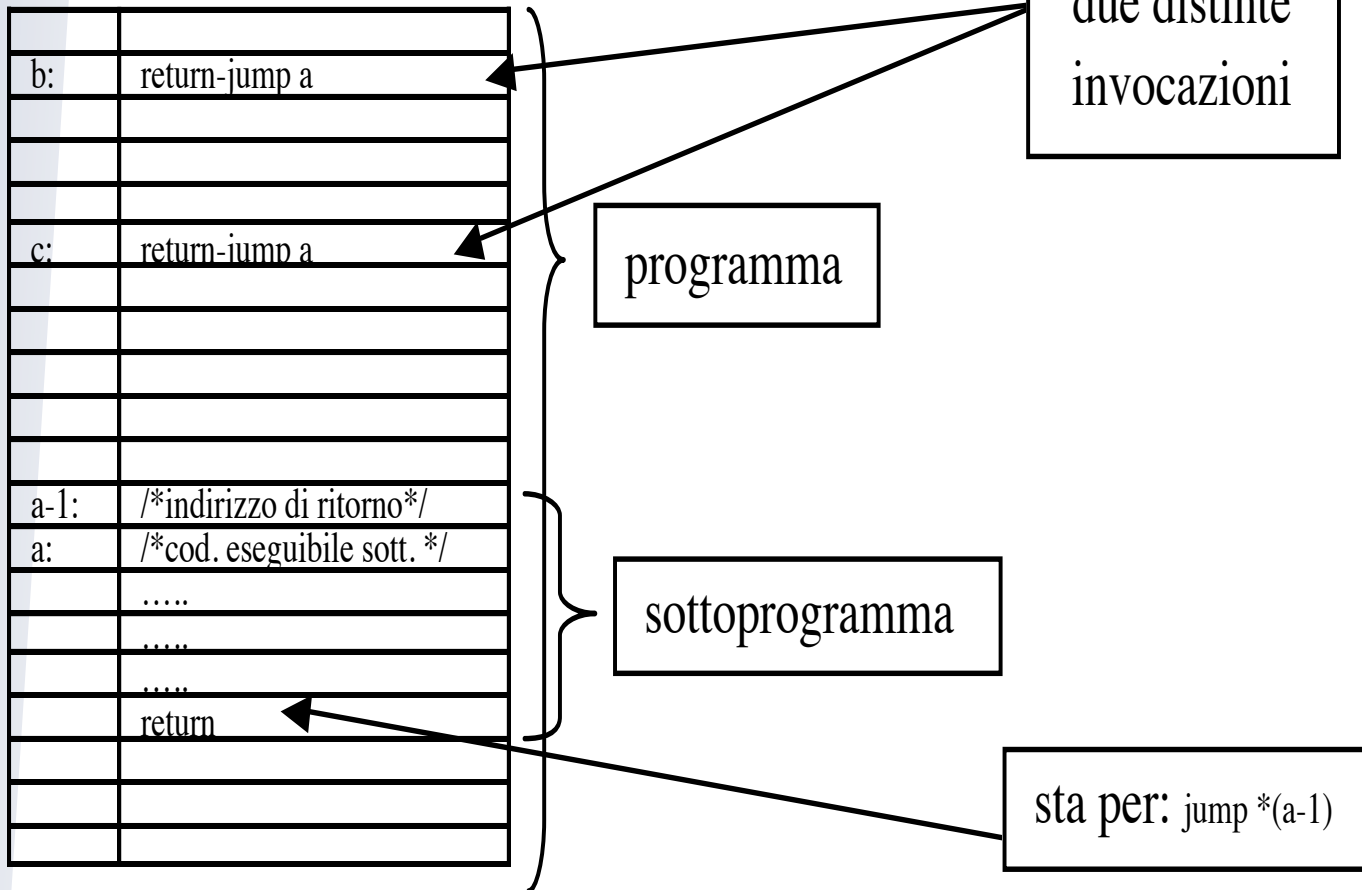 due distinte
invocazioni
b: return-jump a
c: return-jump a
programma
a-1: /*indirizzo di ritorno*/
a: /*cod. eseguibile sott. */
…..
…..
…..
return
sottoprogramma
sta per: jump *(a-1)